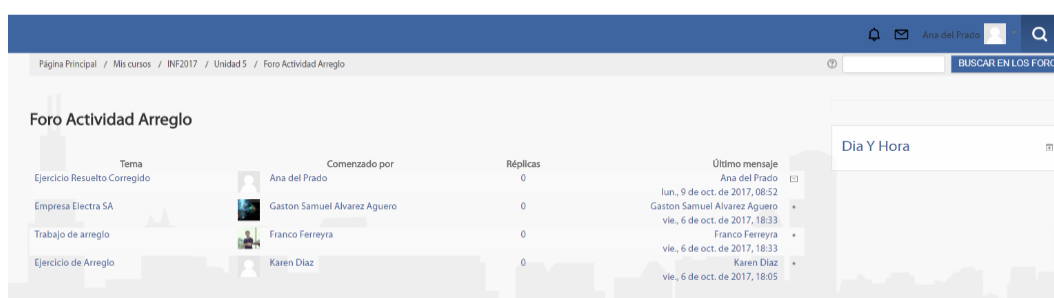 Ana del Prado
Página Principal / Mis cursos / INF2017 / Unidad 5 / Foro Actividad Arreglo
BUSCAR EN LOS FORO
Foro Actividad Arreglo
Dia Y Hora
Tema Comenzado por Réplicas Último mensaje
Ejercicio Resuelto Corregido Ana del Prado 0 Ana del Prado
lun., 9 de oct. de 2017, 08:52
Empresa Electra SA Gaston Samuel Alvarez Aguero 0 Gaston Samuel Alvarez Aguero
vie., 6 de oct. de 2017, 18:33
Trabajo de arreglo Franco Ferreyra 0 Franco Ferreyra
vie., 6 de oct. de 2017, 18:33
Ejercicio de Arreglo Karen Diaz 0 Karen Diaz
vie., 6 de oct. de 2017, 18:05